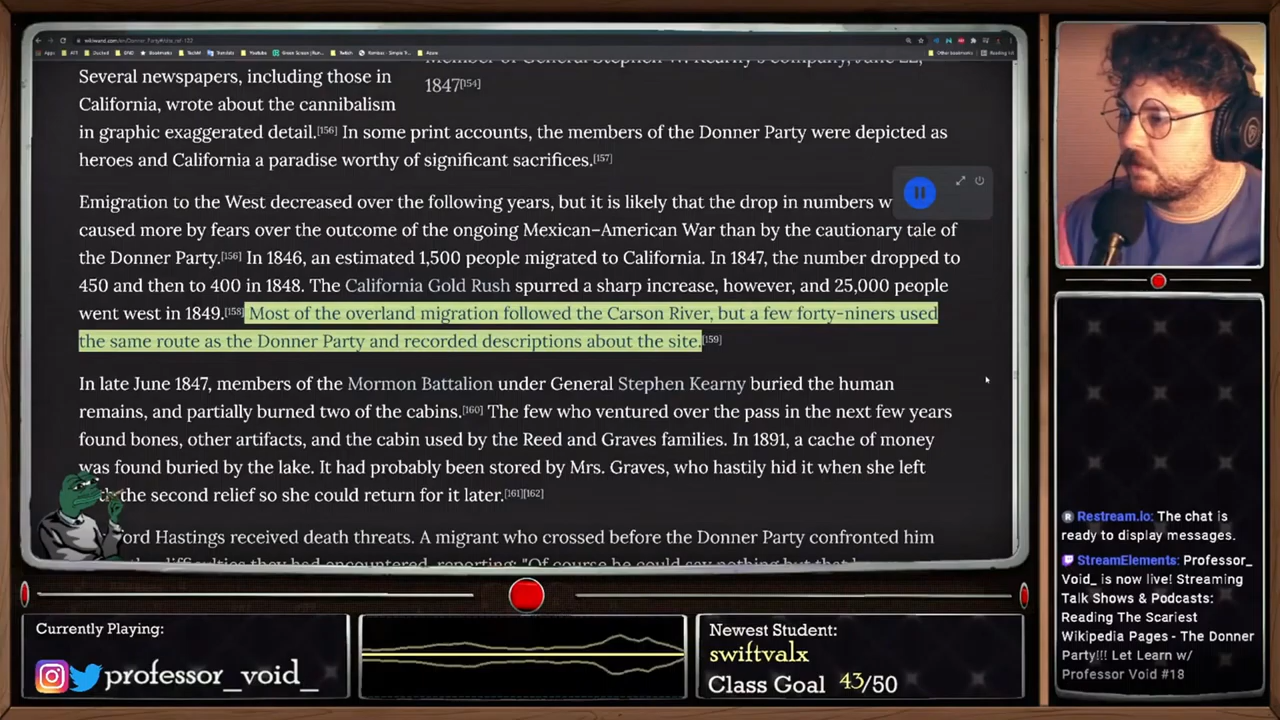 Several newspapers, including those in
California, wrote about the cannibalism
1847[154]
in graphic exaggerated detail.[156] In some print accounts, the members of the Donner Party were depicted as
heroes and California a paradise worthy of significant sacrifices.[157]
Emigration to the West decreased over the following years, but it is likely that the drop in numbers w
caused more by fears over the outcome of the ongoing Mexican–American War than by the cautionary tale of
the Donner Party.[156] In 1846, an estimated 1,500 people migrated to California. In 1847, the number dropped to
450 and then to 400 in 1848. The California Gold Rush spurred a sharp increase, however, and 25,000 people
went west in 1849.[158] Most of the overland migration followed the Carson River, but a few forty-niners used
the same route as the Donner Party and recorded descriptions about the site.[159]
In late June 1847, members of the Mormon Battalion under General Stephen Kearny buried the human
remains, and partially burned two of the cabins.[160] The few who ventured over the pass in the next few years
found bones, other artifacts, and the cabin used by the Reed and Graves families. In 1891, a cache of money
was found buried by the lake. It had probably been stored by Mrs. Graves, who hastily hid it when she left
the second relief so she could return for it later.[161][162]
ord Hastings received death threats. A migrant who crossed before the Donner Party confronted him
Restream.io: The chat is
ready to display messages.
StreamElements: Professor_
Void_ is now live! Streaming
Talk Shows & Podcasts:
Reading The Scariest
Wikipedia Pages - The Donner
Party!!! Let Learn w/
Professor Void #18
Currently Playing:
professor_void_
Newest Student:
swiftvalx
Class Goal 43/50